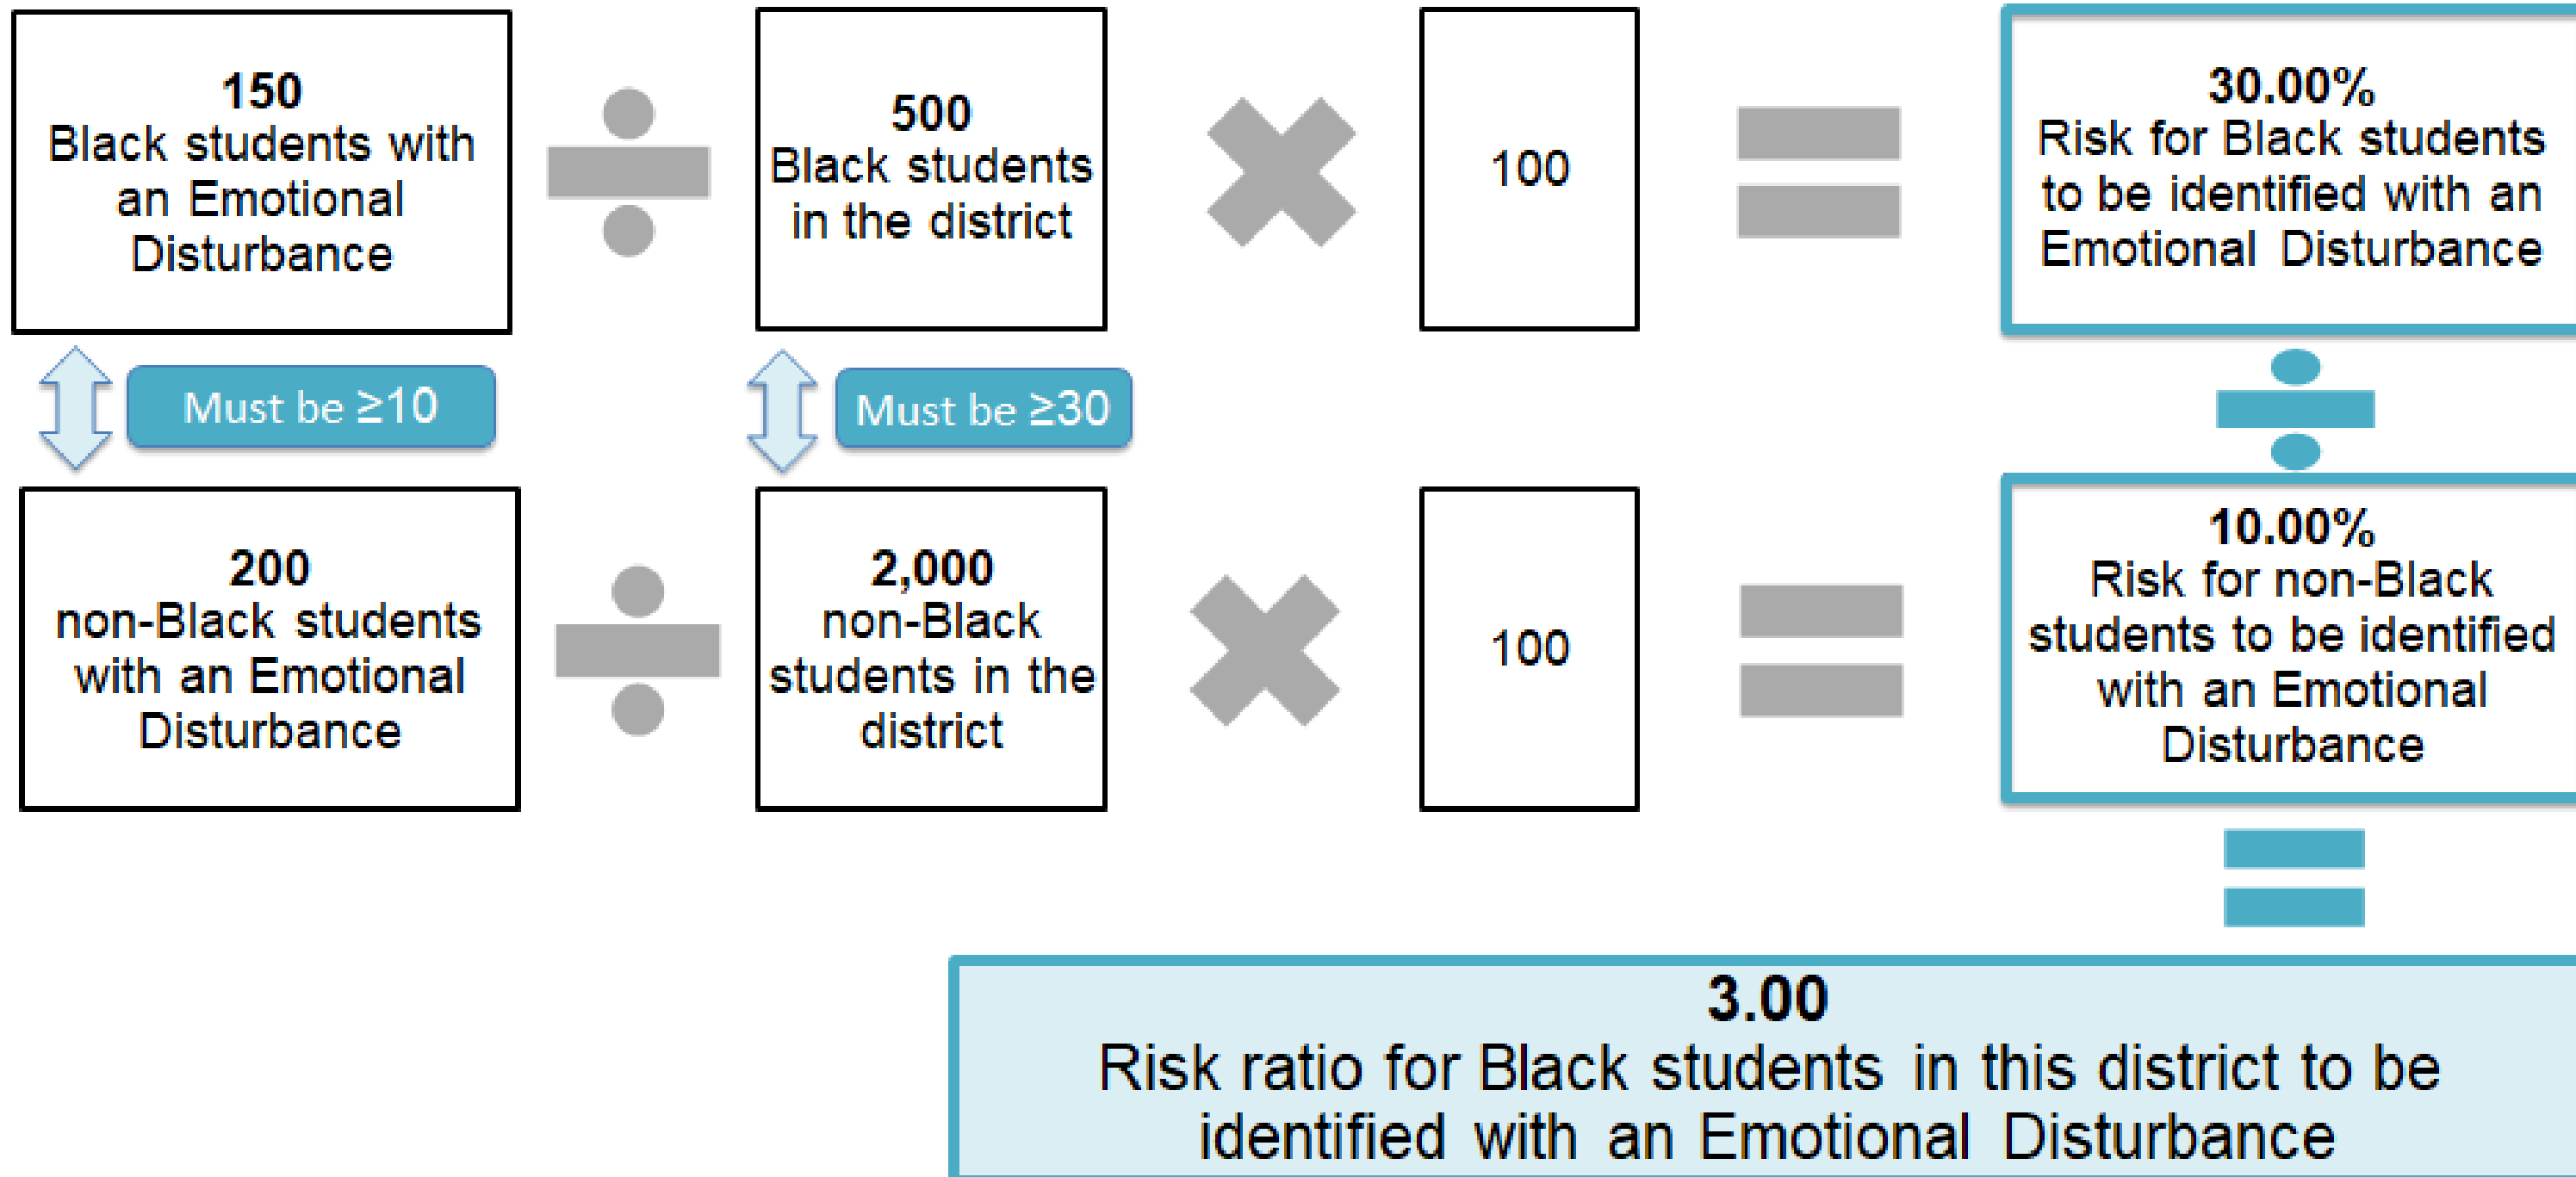 150
Black students with
an Emotional
Disturbance
500
Black students
in the district
100
30.00%
Risk for Black students
to be identified with an
Emotional Disturbance
Must be ≥10
Must be ≥30
200
non-Black students
with an Emotional
Disturbance
2,000
non-Black
students in the
district
100
10.00%
Risk for non-Black
students to be identified
with an Emotional
Disturbance
3.00
Risk ratio for Black students in this district to be
identified with an Emotional Disturbance